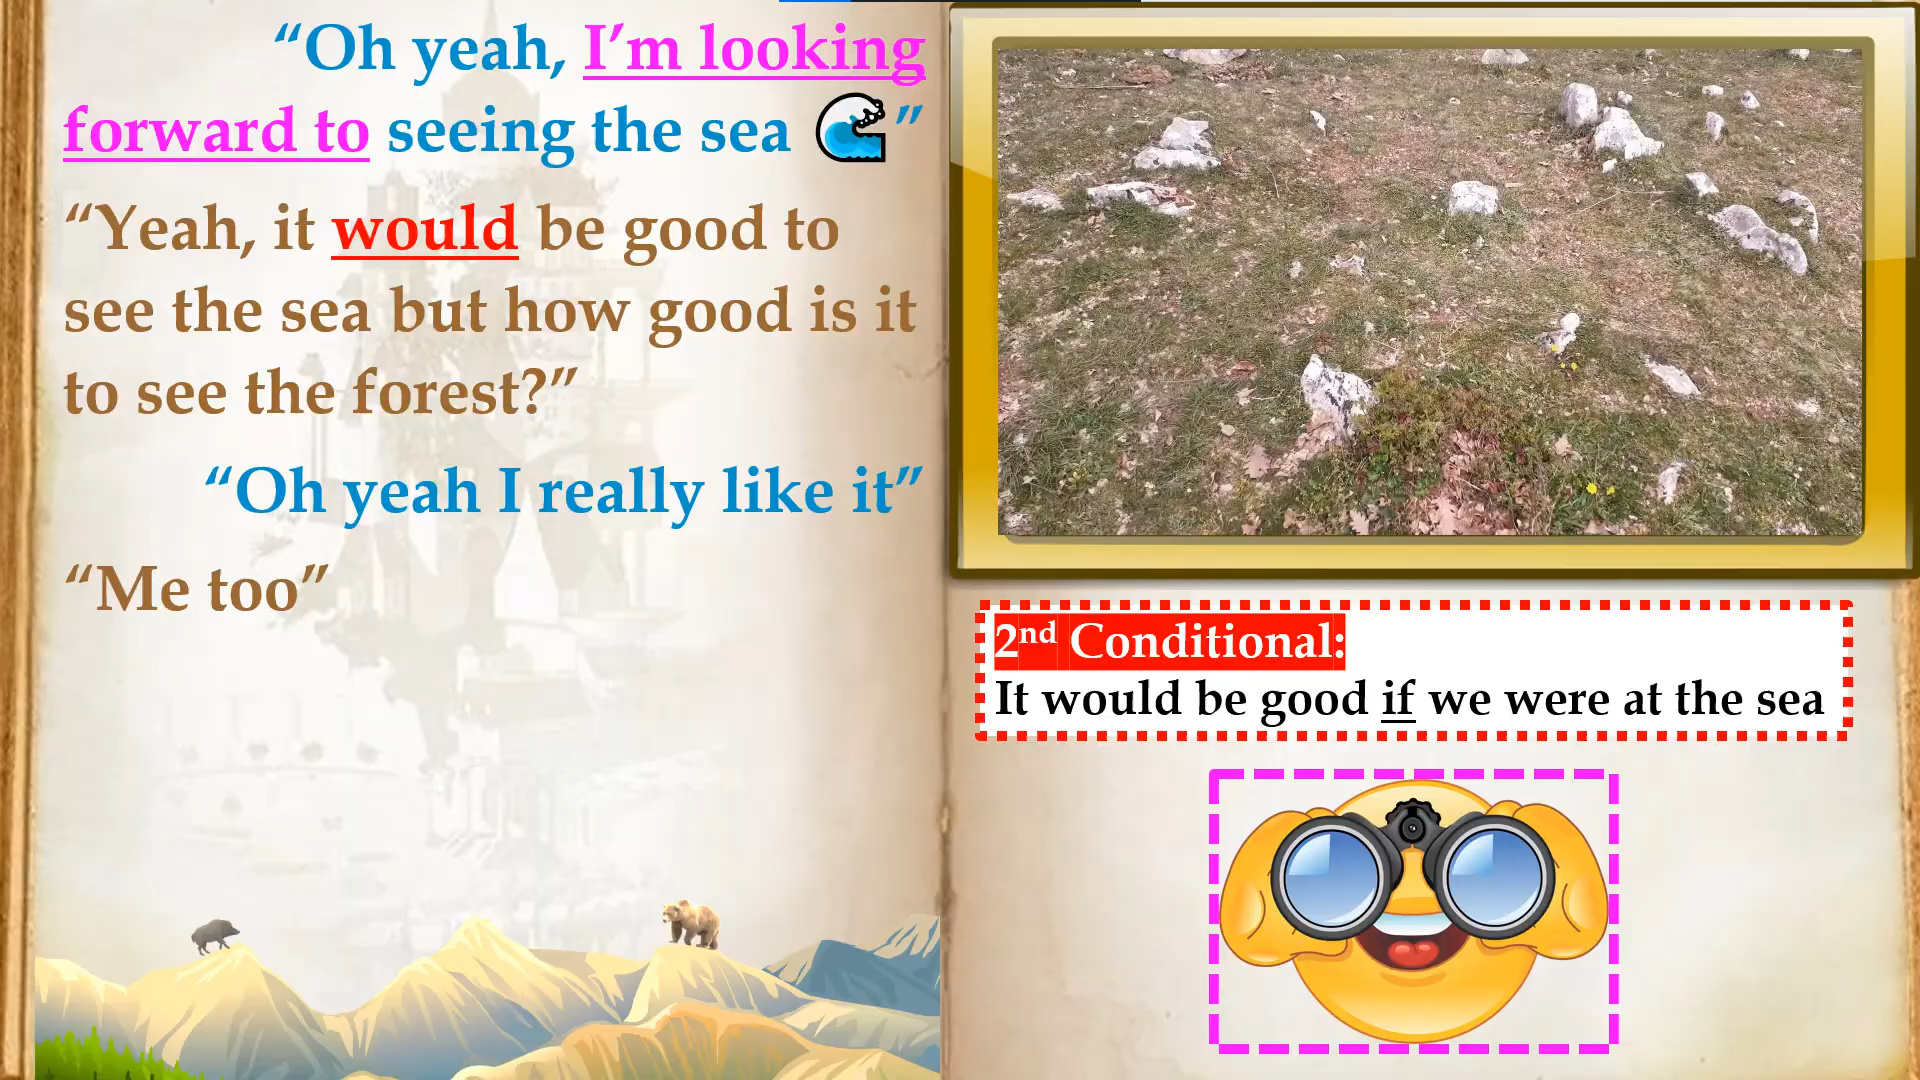 “Oh yeah, I’m looking
forward to seeing the sea ”
“Yeah, it would be good to
see the sea but how good is it
to see the forest?”
“Oh yeah I really like it”
“Me too”
2nd Conditional:
It would be good if we were at the sea